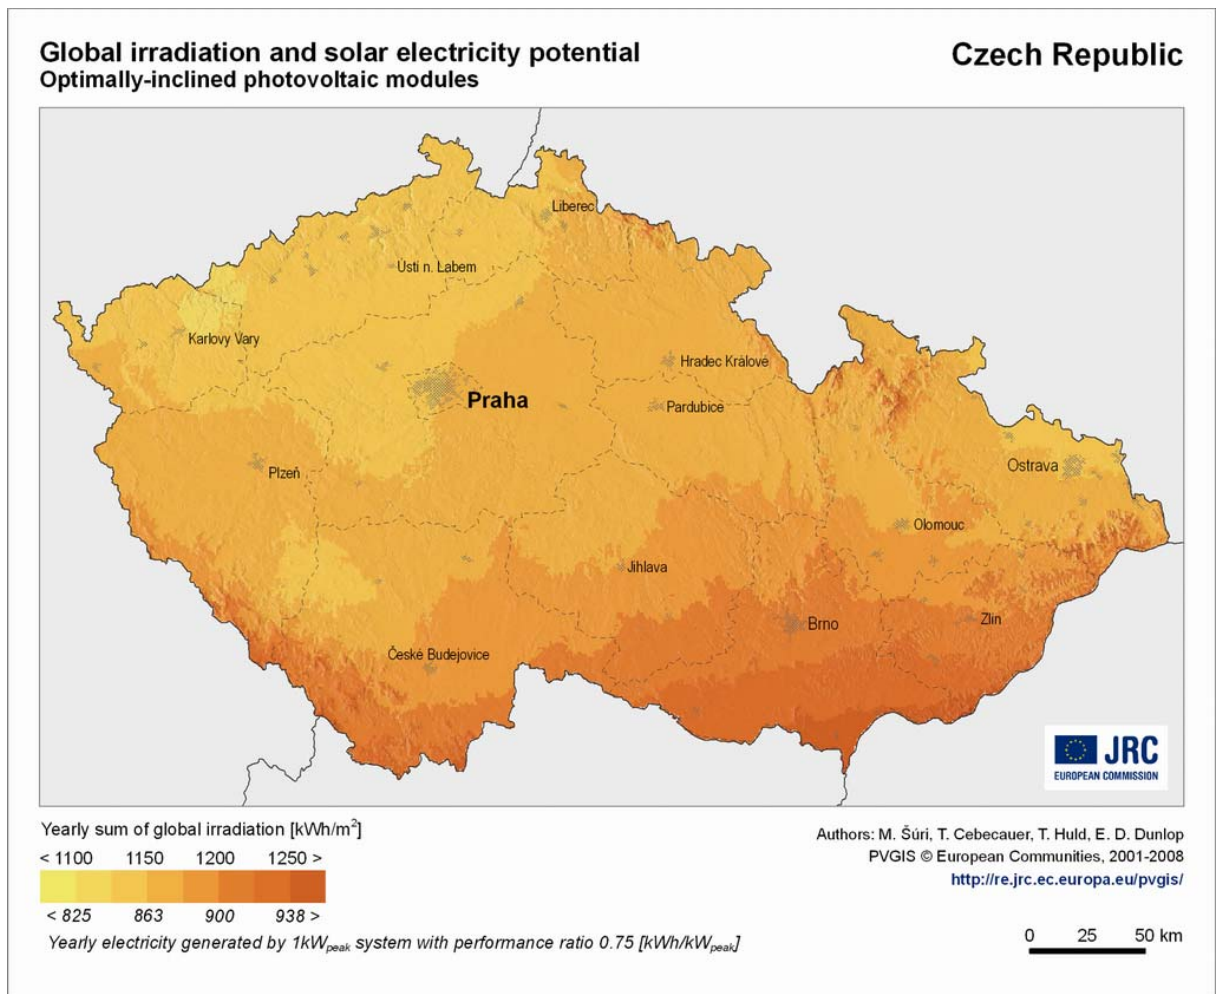 Global irradiation and solar electricity potential
Optimally-inclined photovoltaic modules
Czech Republic
Liberec
Ústí n. Labem
Karlovy Vary
Hradec Králové
Praha
Pardubice
Plzeň
Ostrava
Olomouc
Jihlava
Brno
Zlín
České Budejovice
JRC
EUROPEAN COMMISSION
Yearly sum of global irradiation [kWh/m²]
< 1100 1150 1200 1250 >
< 825 863 900 938 >
Yearly electricity generated by 1kWpeak system with performance ratio 0.75 [kWh/kWpeak]
Authors: M. Šúri, T. Cebecauer, T. Huld, E. D. Dunlop
PVGIS © European Communities, 2001-2008
http://re.jrc.ec.europa.eu/pvgis/
0 25 50 km